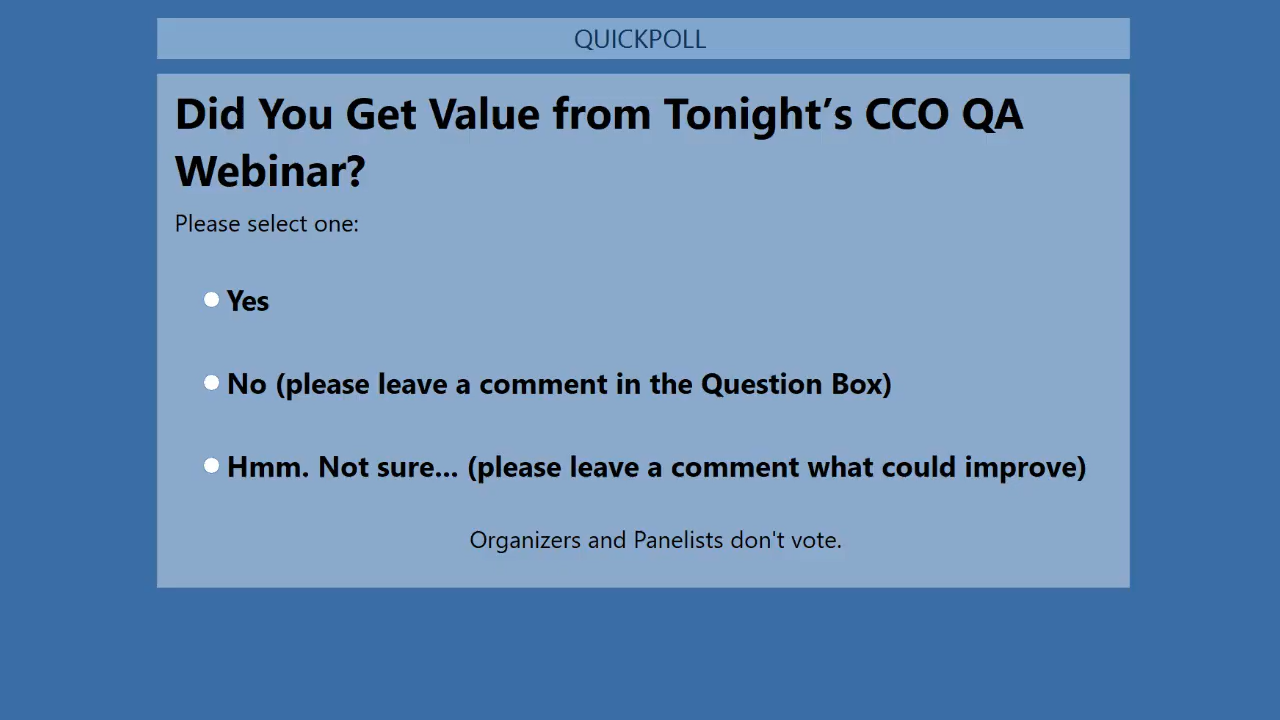 QUICKPOLL
Did You Get Value from Tonight’s CCO QA
Webinar?
Please select one:
Yes
No (please leave a comment in the Question Box)
Hmm. Not sure... (please leave a comment what could improve)
Organizers and Panelists don't vote.